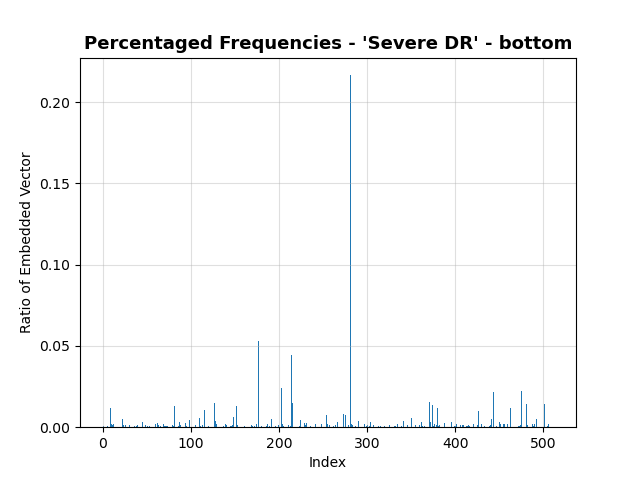 Percentaged Frequencies - 'Severe DR' - bottom
Ratio of Embedded Vector
0.20
0.15
0.10
0.05
0.00
0 100 200 300 400 500
Index